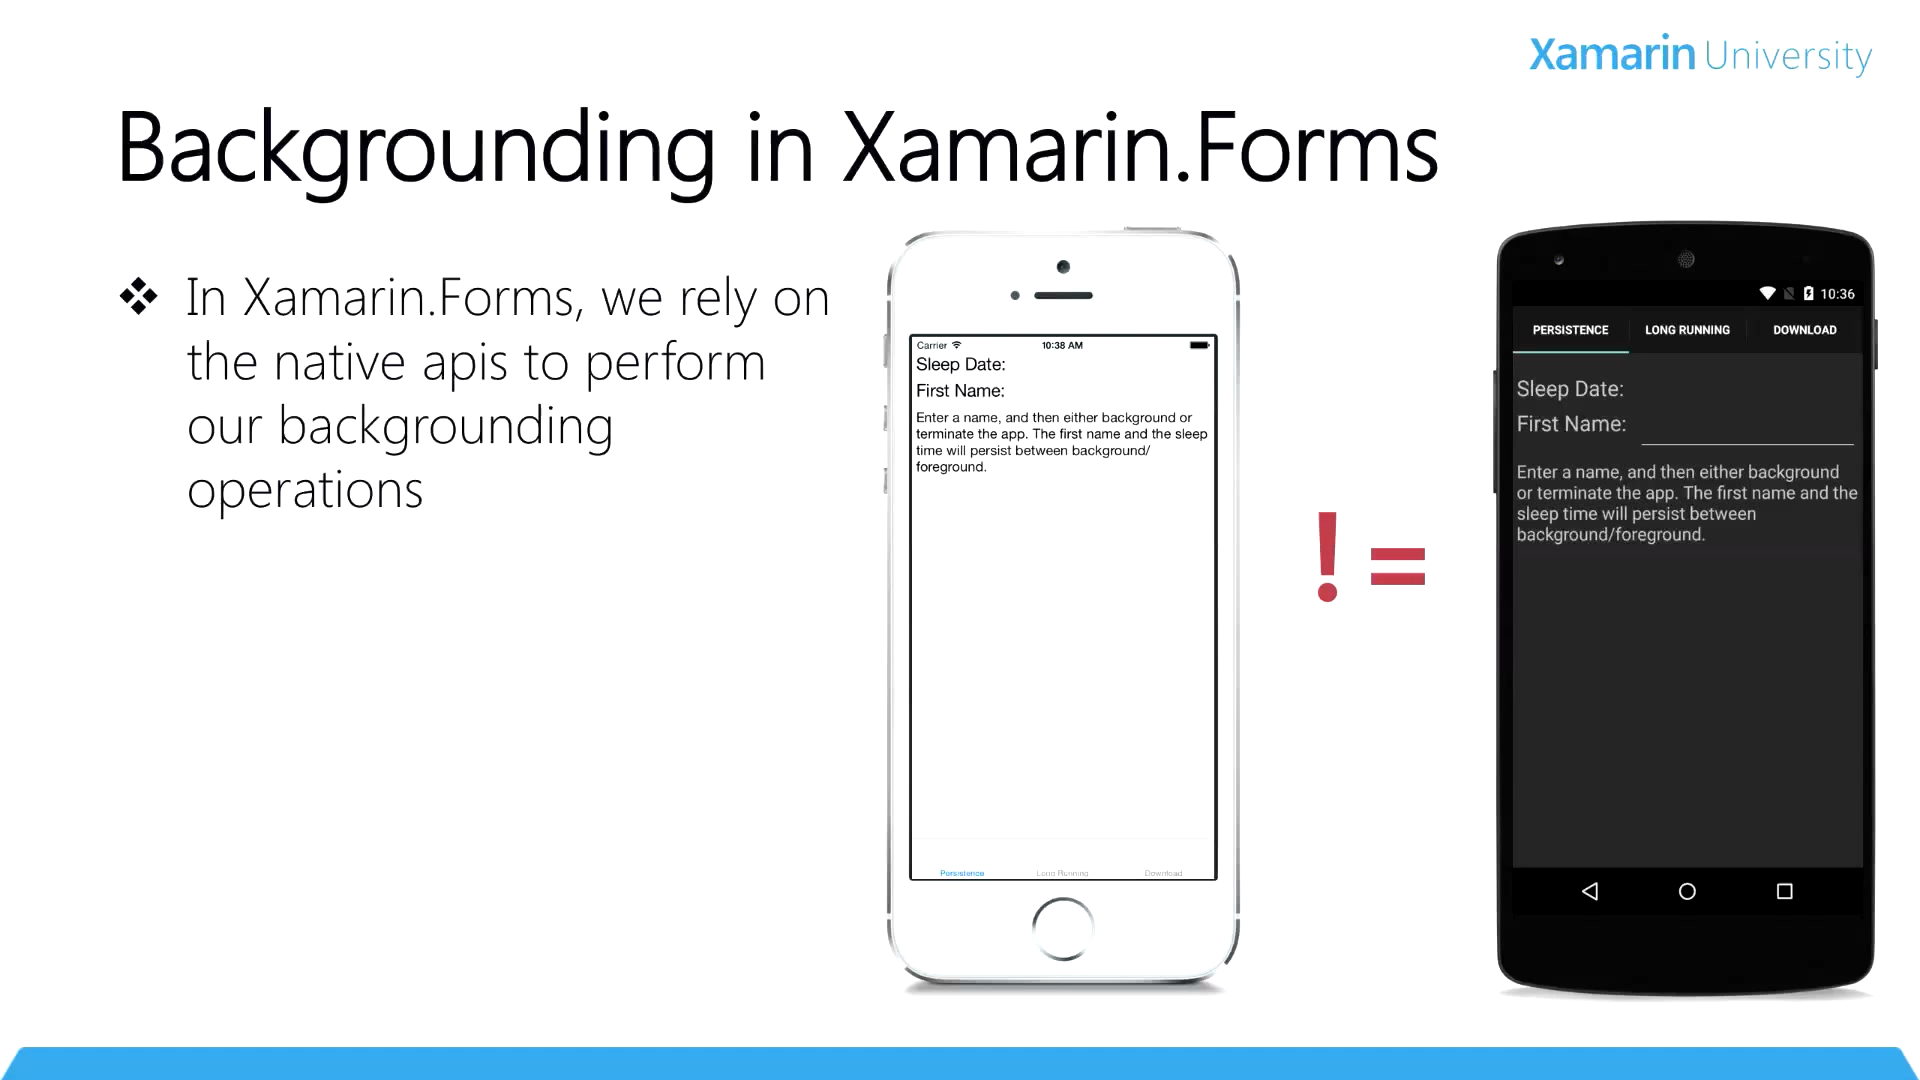 Xamarin University
Backgrounding in Xamarin.Forms
❖ In Xamarin.Forms, we rely on
the native apis to perform
our backgrounding
operations
Carrier 10:38 AM
Sleep Date:
First Name:
Enter a name, and then either background or
terminate the app. The first name and the sleep
time will persist between background/
foreground.
Persistence Long Running Download
!=
10:36
PERSISTENCE LONG RUNNING DOWNLOAD
Sleep Date:
First Name:
Enter a name, and then either background
or terminate the app. The first name and the
sleep time will persist between
background/foreground.